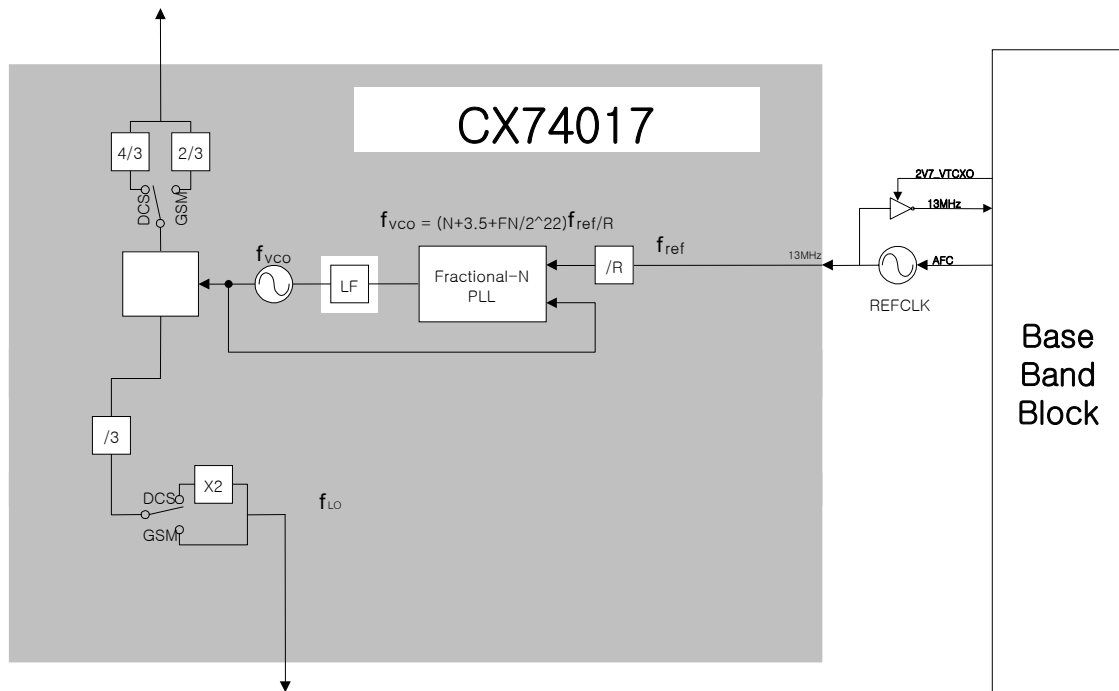 CX74017
4/3
2/3
DCS
GSM
2V7_VTCXO
13MHz
fvco = (N+3.5+FN/2^22)fref/R
fvco
fref
/R
13MHz
AFC
LF
Fractional-N
PLL
REFCLK
Base
Band
Block
/3
X2
DCS
GSM
fLO